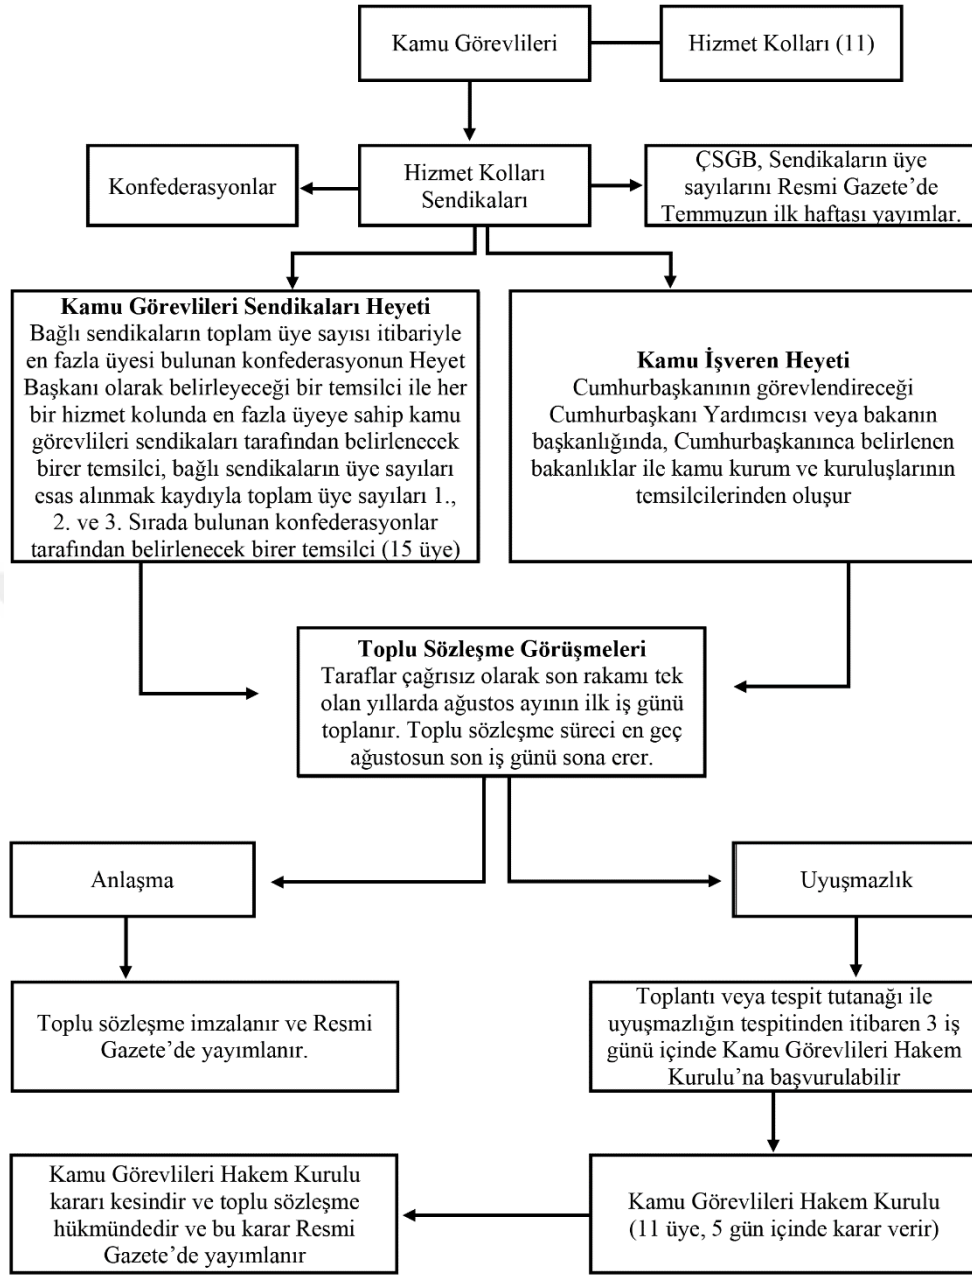 Kamu Görevlileri
Hizmet Kolları (11)
Konfederasyonlar
Hizmet Kolları
Sendikaları
ÇSGB, Sendikaların üye
sayılarını Resmi Gazete’de
Temmuzun ilk haftası yayımlar.
Kamu Görevlileri Sendikaları Heyeti
Bağlı sendikaların toplam üye sayısı itibariyle
en fazla üyesi bulunan konfederasyonun Heyet
Başkanı olarak belirleyeceği bir temsilci ile her
bir hizmet kolunda en fazla üyeye sahip kamu
görevlileri sendikaları tarafından belirlenecek
birer temsilci, bağlı sendikaların üye sayıları
esas alınmak kaydıyla toplam üye sayıları 1.,
2. ve 3. Sırada bulunan konfederasyonlar
tarafından belirlenecek birer temsilci (15 üye)
Kamu İşveren Heyeti
Cumhurbaşkanının görevlendireceği
Cumhurbaşkanı Yardımcısı veya bakanın
başkanlığında, Cumhurbaşkanınca belirlenen
bakanlıklar ile kamu kurum ve kuruluşlarının
temsilcilerinden oluşur
Toplu Sözleşme Görüşmeleri
Taraflar çağrısız olarak son rakamı tek
olan yıllarda ağustos ayının ilk iş günü
toplanır. Toplu sözleşme süreci en geç
ağustosun son iş günü sona erer.
Anlaşma
Uyuşmazlık
Toplu sözleşme imzalanır ve Resmi
Gazete’de yayımlanır.
Toplantı veya tespit tutanağı ile
uyuşmazlığın tespitinden itibaren 3 iş
günü içinde Kamu Görevlileri Hakem
Kurulu’na başvurulabilir
Kamu Görevlileri Hakem Kurulu
kararı kesindir ve toplu sözleşme
hükmündedir ve bu karar Resmi
Gazete’de yayımlanır
Kamu Görevlileri Hakem Kurulu
(11 üye, 5 gün içinde karar verir)